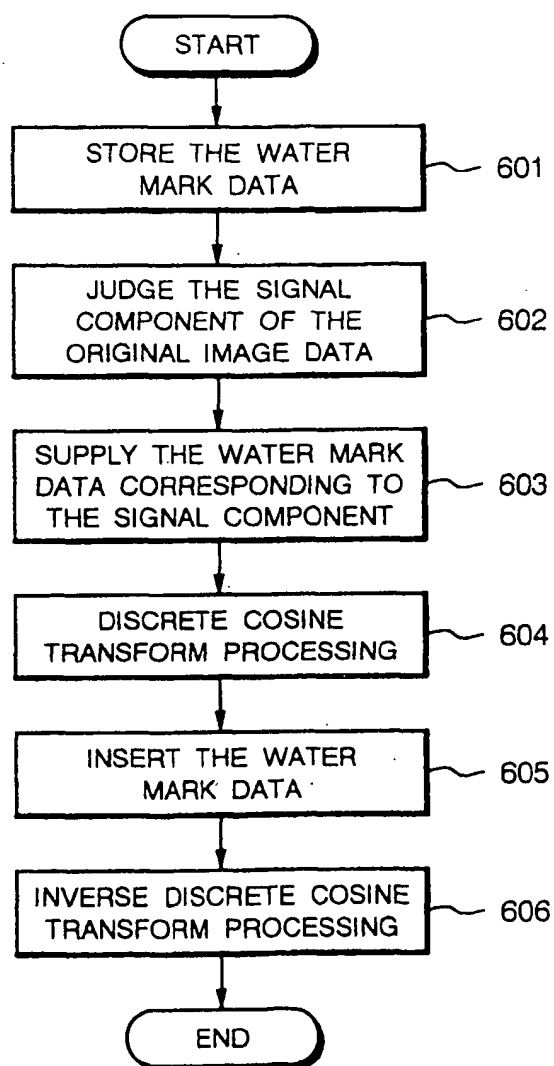 START
STORE THE WATER
MARK DATA
601
JUDGE THE SIGNAL
COMPONENT OF THE
ORIGINAL IMAGE DATA
602
SUPPLY THE WATER MARK
DATA CORRESPONDING TO
THE SIGNAL COMPONENT
603
DISCRETE COSINE
TRANSFORM PROCESSING
604
INSERT THE WATER
MARK DATA
605
INVERSE DISCRETE COSINE
TRANSFORM PROCESSING
606
END